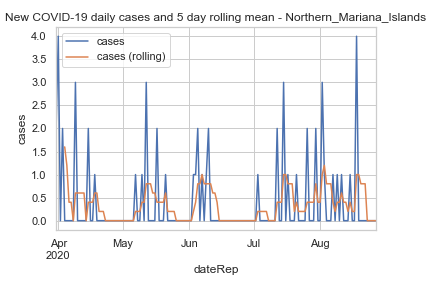 New COVID-19 daily cases and 5 day rolling mean - Northern_Mariana_Islands
cases
cases (rolling)
4.0
3.5
3.0
2.5
2.0
1.5
1.0
0.5
0.0
cases
Apr
2020
May
Jun
Jul
Aug
dateRep